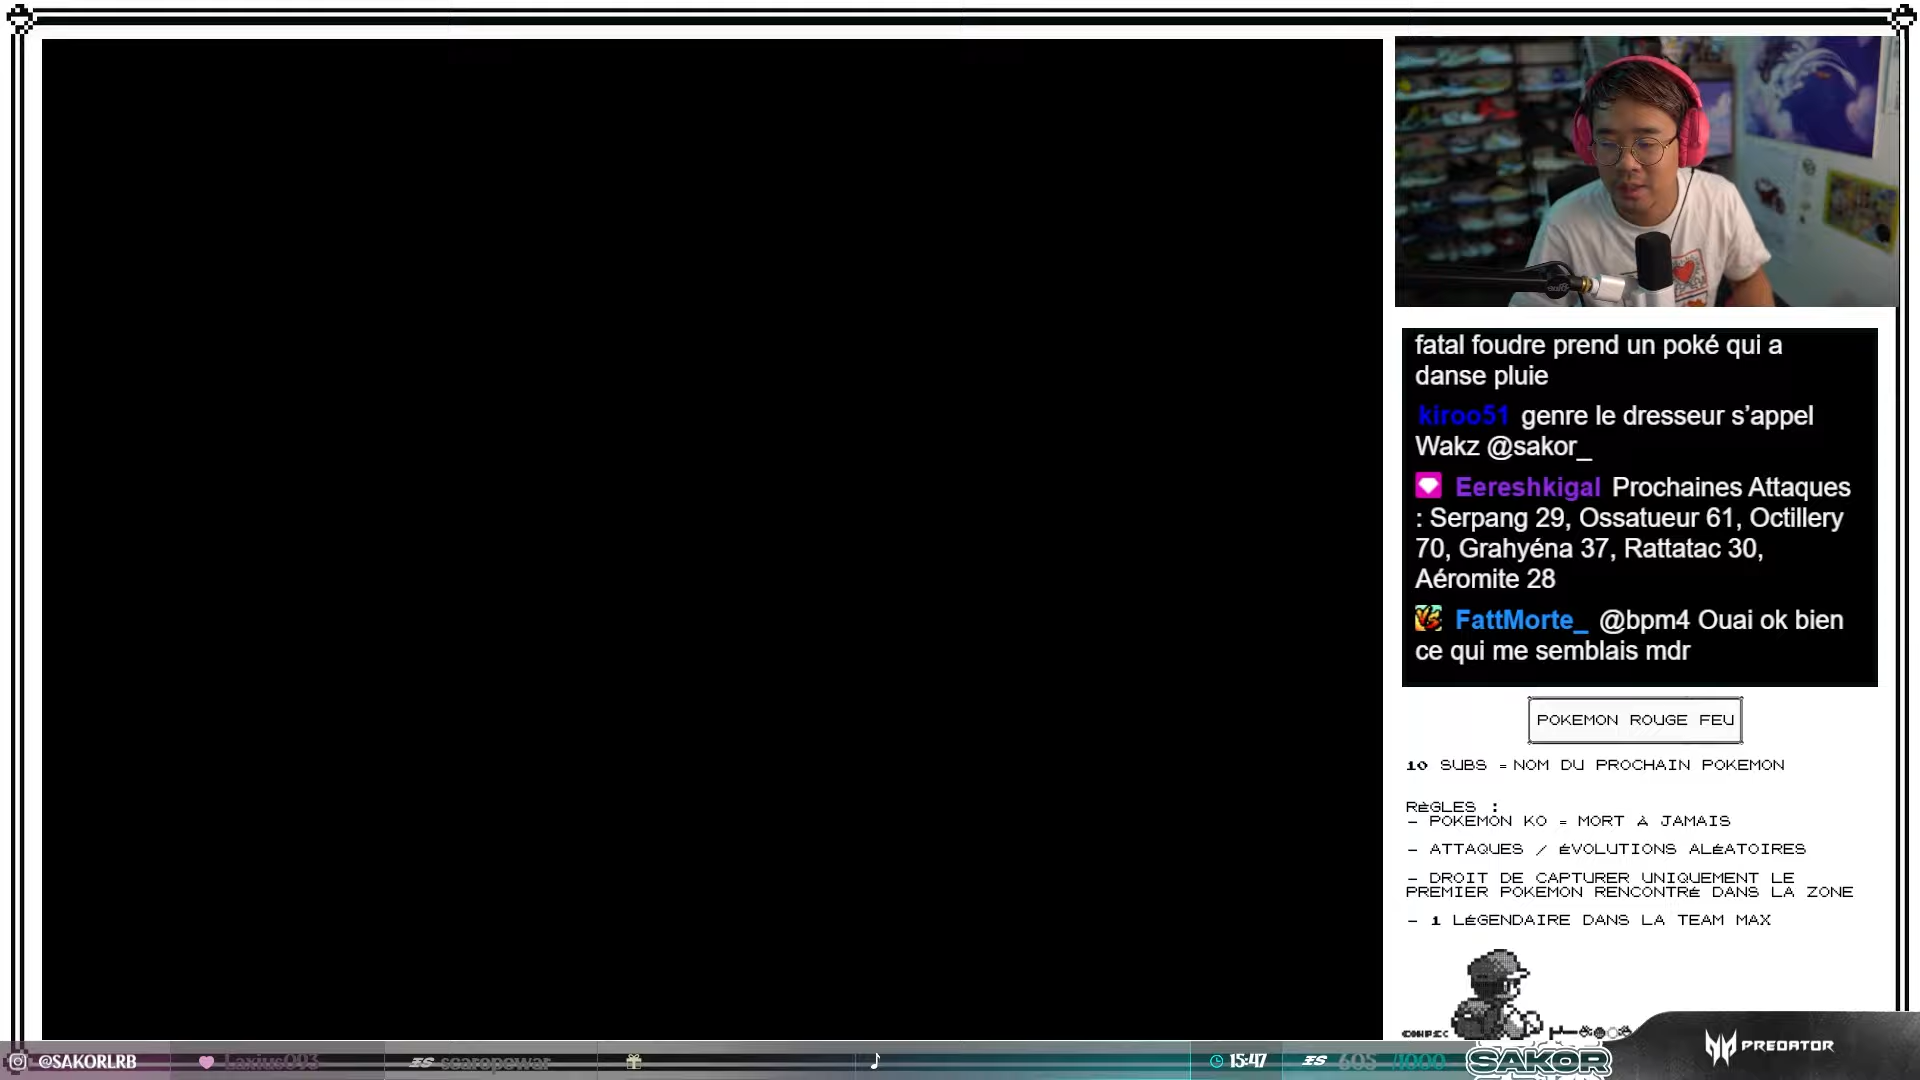 fatal foudre prend un poké qui a
danse pluie
kiroo51 genre le dresseur s’appel
Wakz @sakor_
Eereshkigal Prochaines Attaques
: Serpang 29, Ossatueur 61, Octillery
70, Grahyéna 37, Rattatac 30,
Aéromite 28
FattMorte_ @bpm4 Ouai ok bien
ce qui me semblais mdr
POKEMON ROUGE FEU
10 SUBS = NOM DU PROCHAIN POKEMON
RÈGLES :
- POKEMON KO = MORT À JAMAIS
- ATTAQUES / ÉVOLUTIONS ALÉATOIRES
- DROIT DE CAPTURER UNIQUEMENT LE
PREMIER POKEMON RENCONTRÉ DANS LA ZONE
- 1 LÉGENDAIRE DANS LA TEAM MAX
PREDATOR
@SAKORLRB
15:47
605 /1000
SAKOR